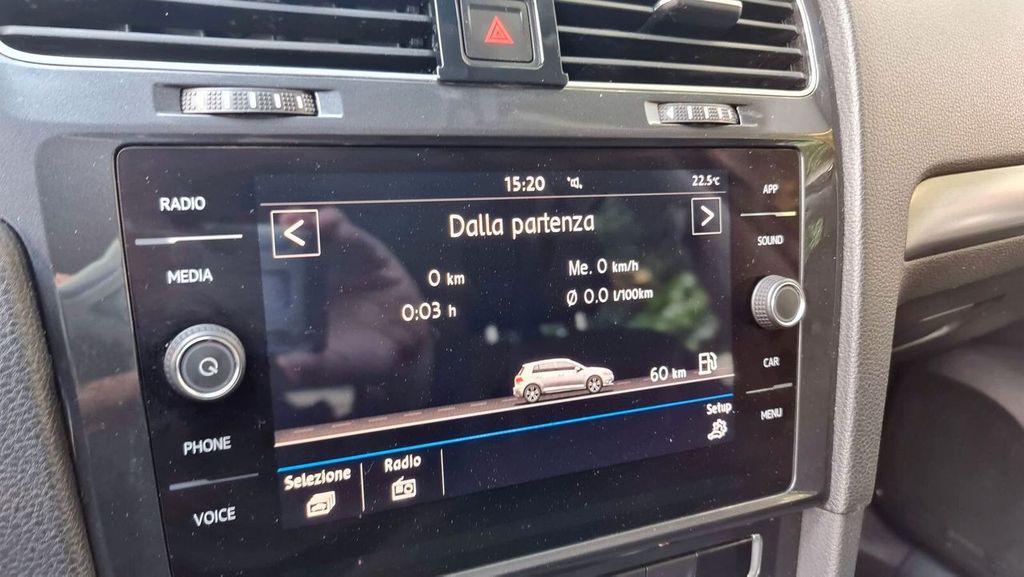 RADIO
MEDIA
PHONE
VOICE
15:20 22.5°C
Dalla partenza
0 km
0:03 h
Me. 0 km/h
Ø 0.0 l/100km
60 km
Setup
Selezione
Radio
APP
SOUND
CAR
MENU